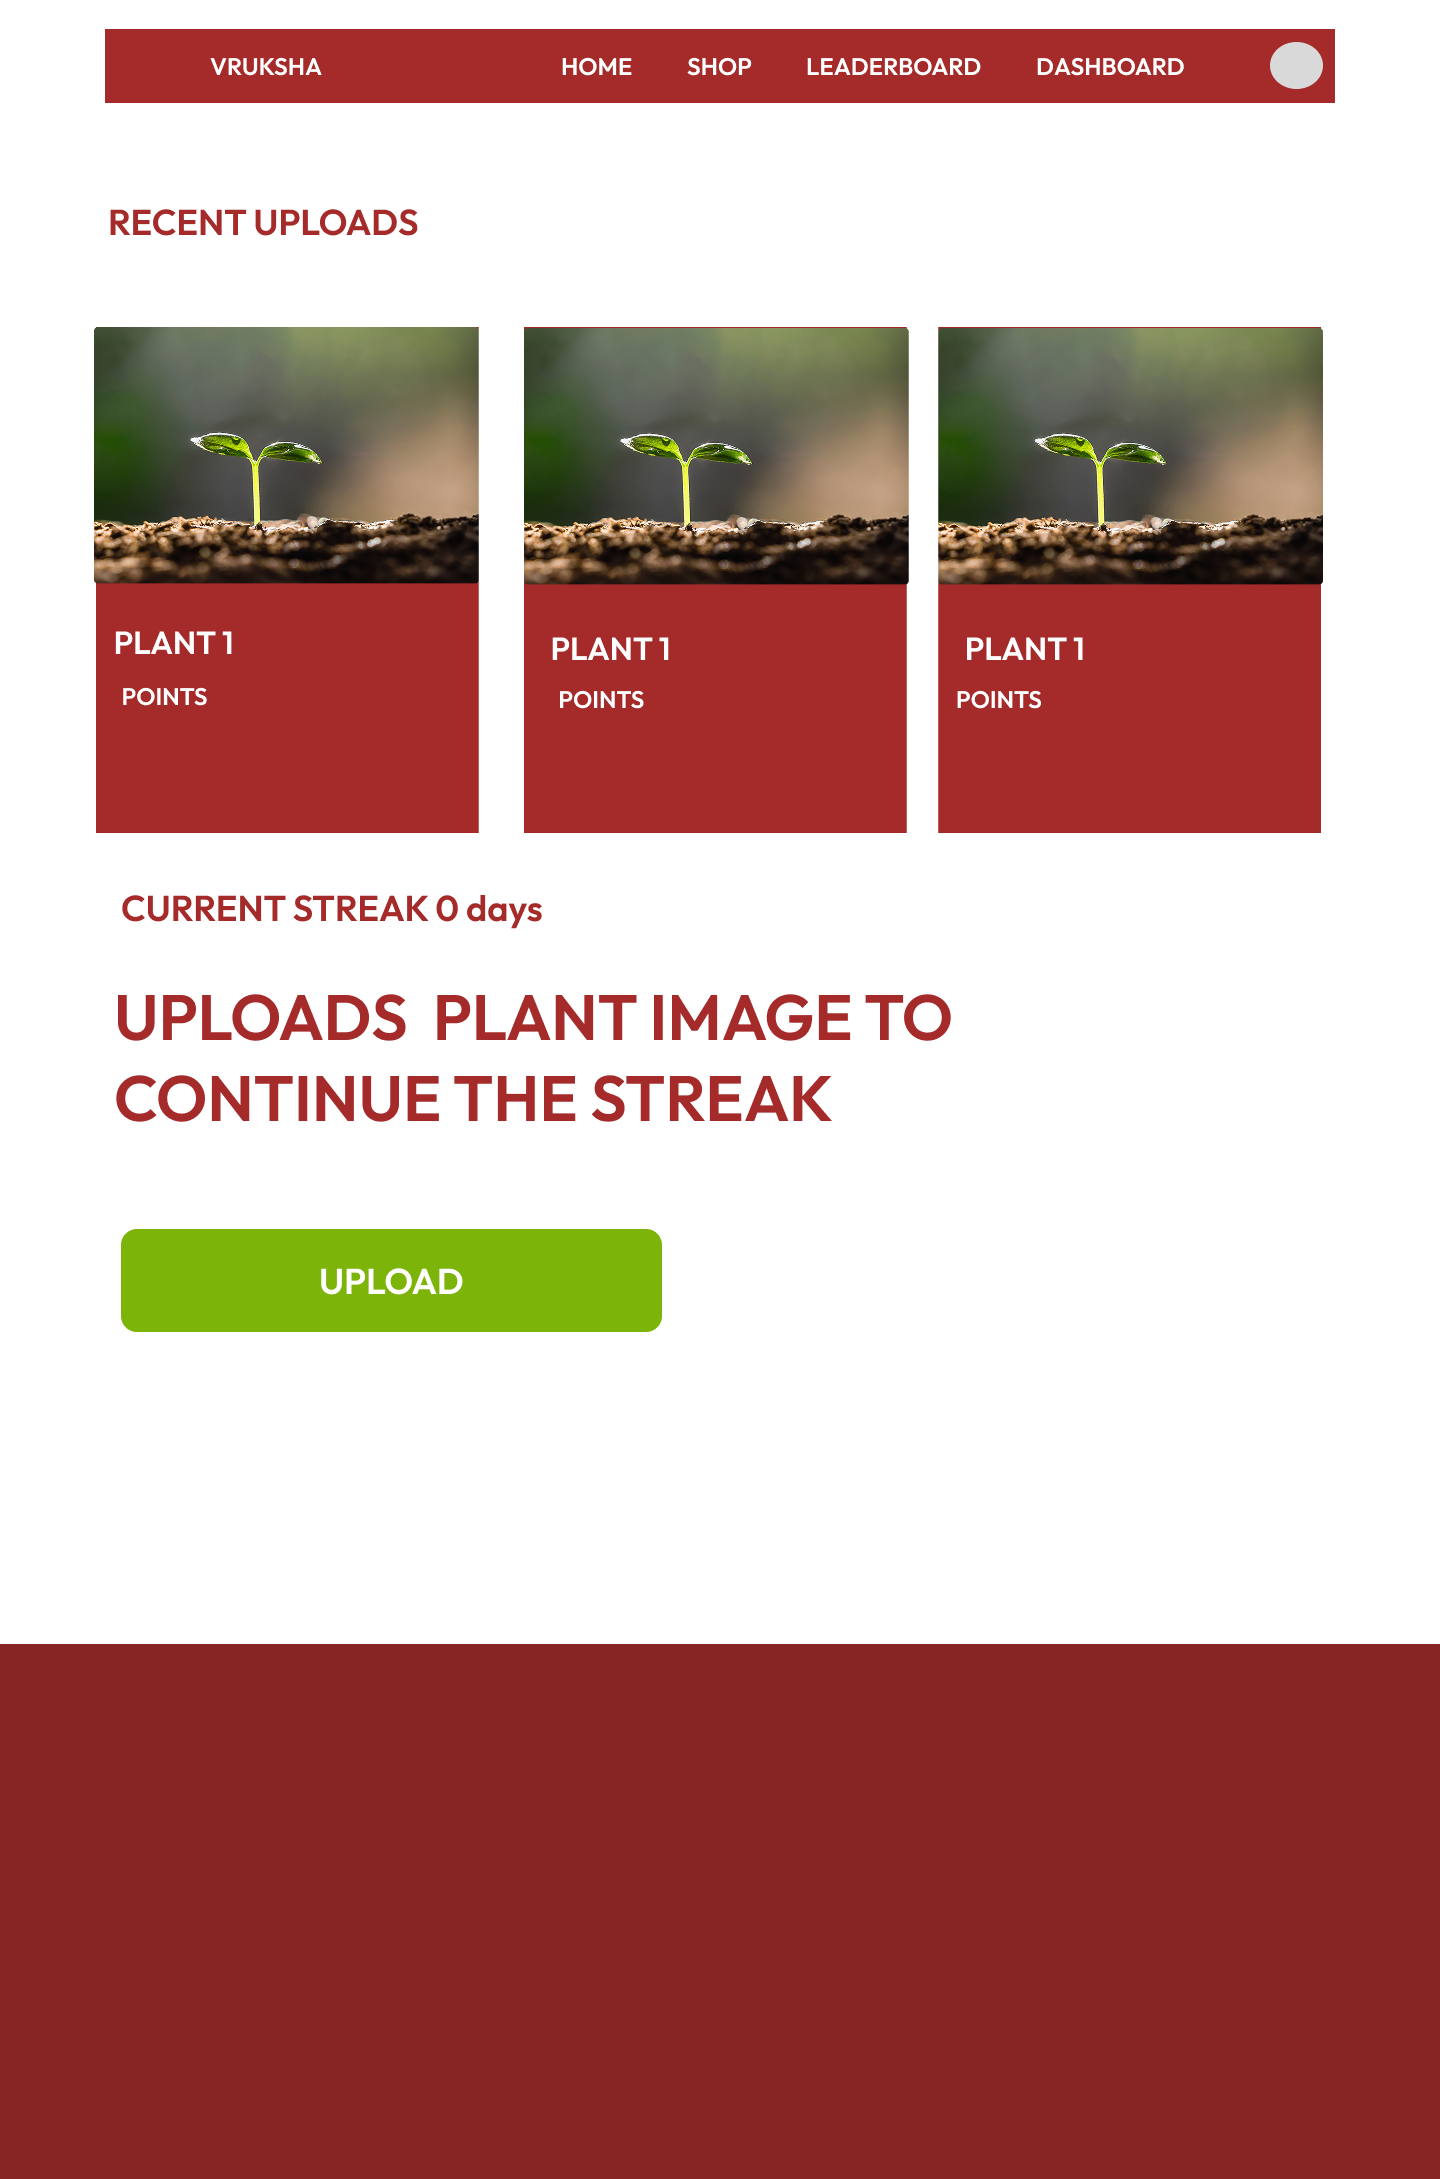 VRUKSHA HOME SHOP LEADERBOARD DASHBOARD
RECENT UPLOADS
PLANT 1
POINTS
PLANT 1
POINTS
PLANT 1
POINTS
CURRENT STREAK 0 days
UPLOADS  PLANT IMAGE TO
CONTINUE THE STREAK
UPLOAD